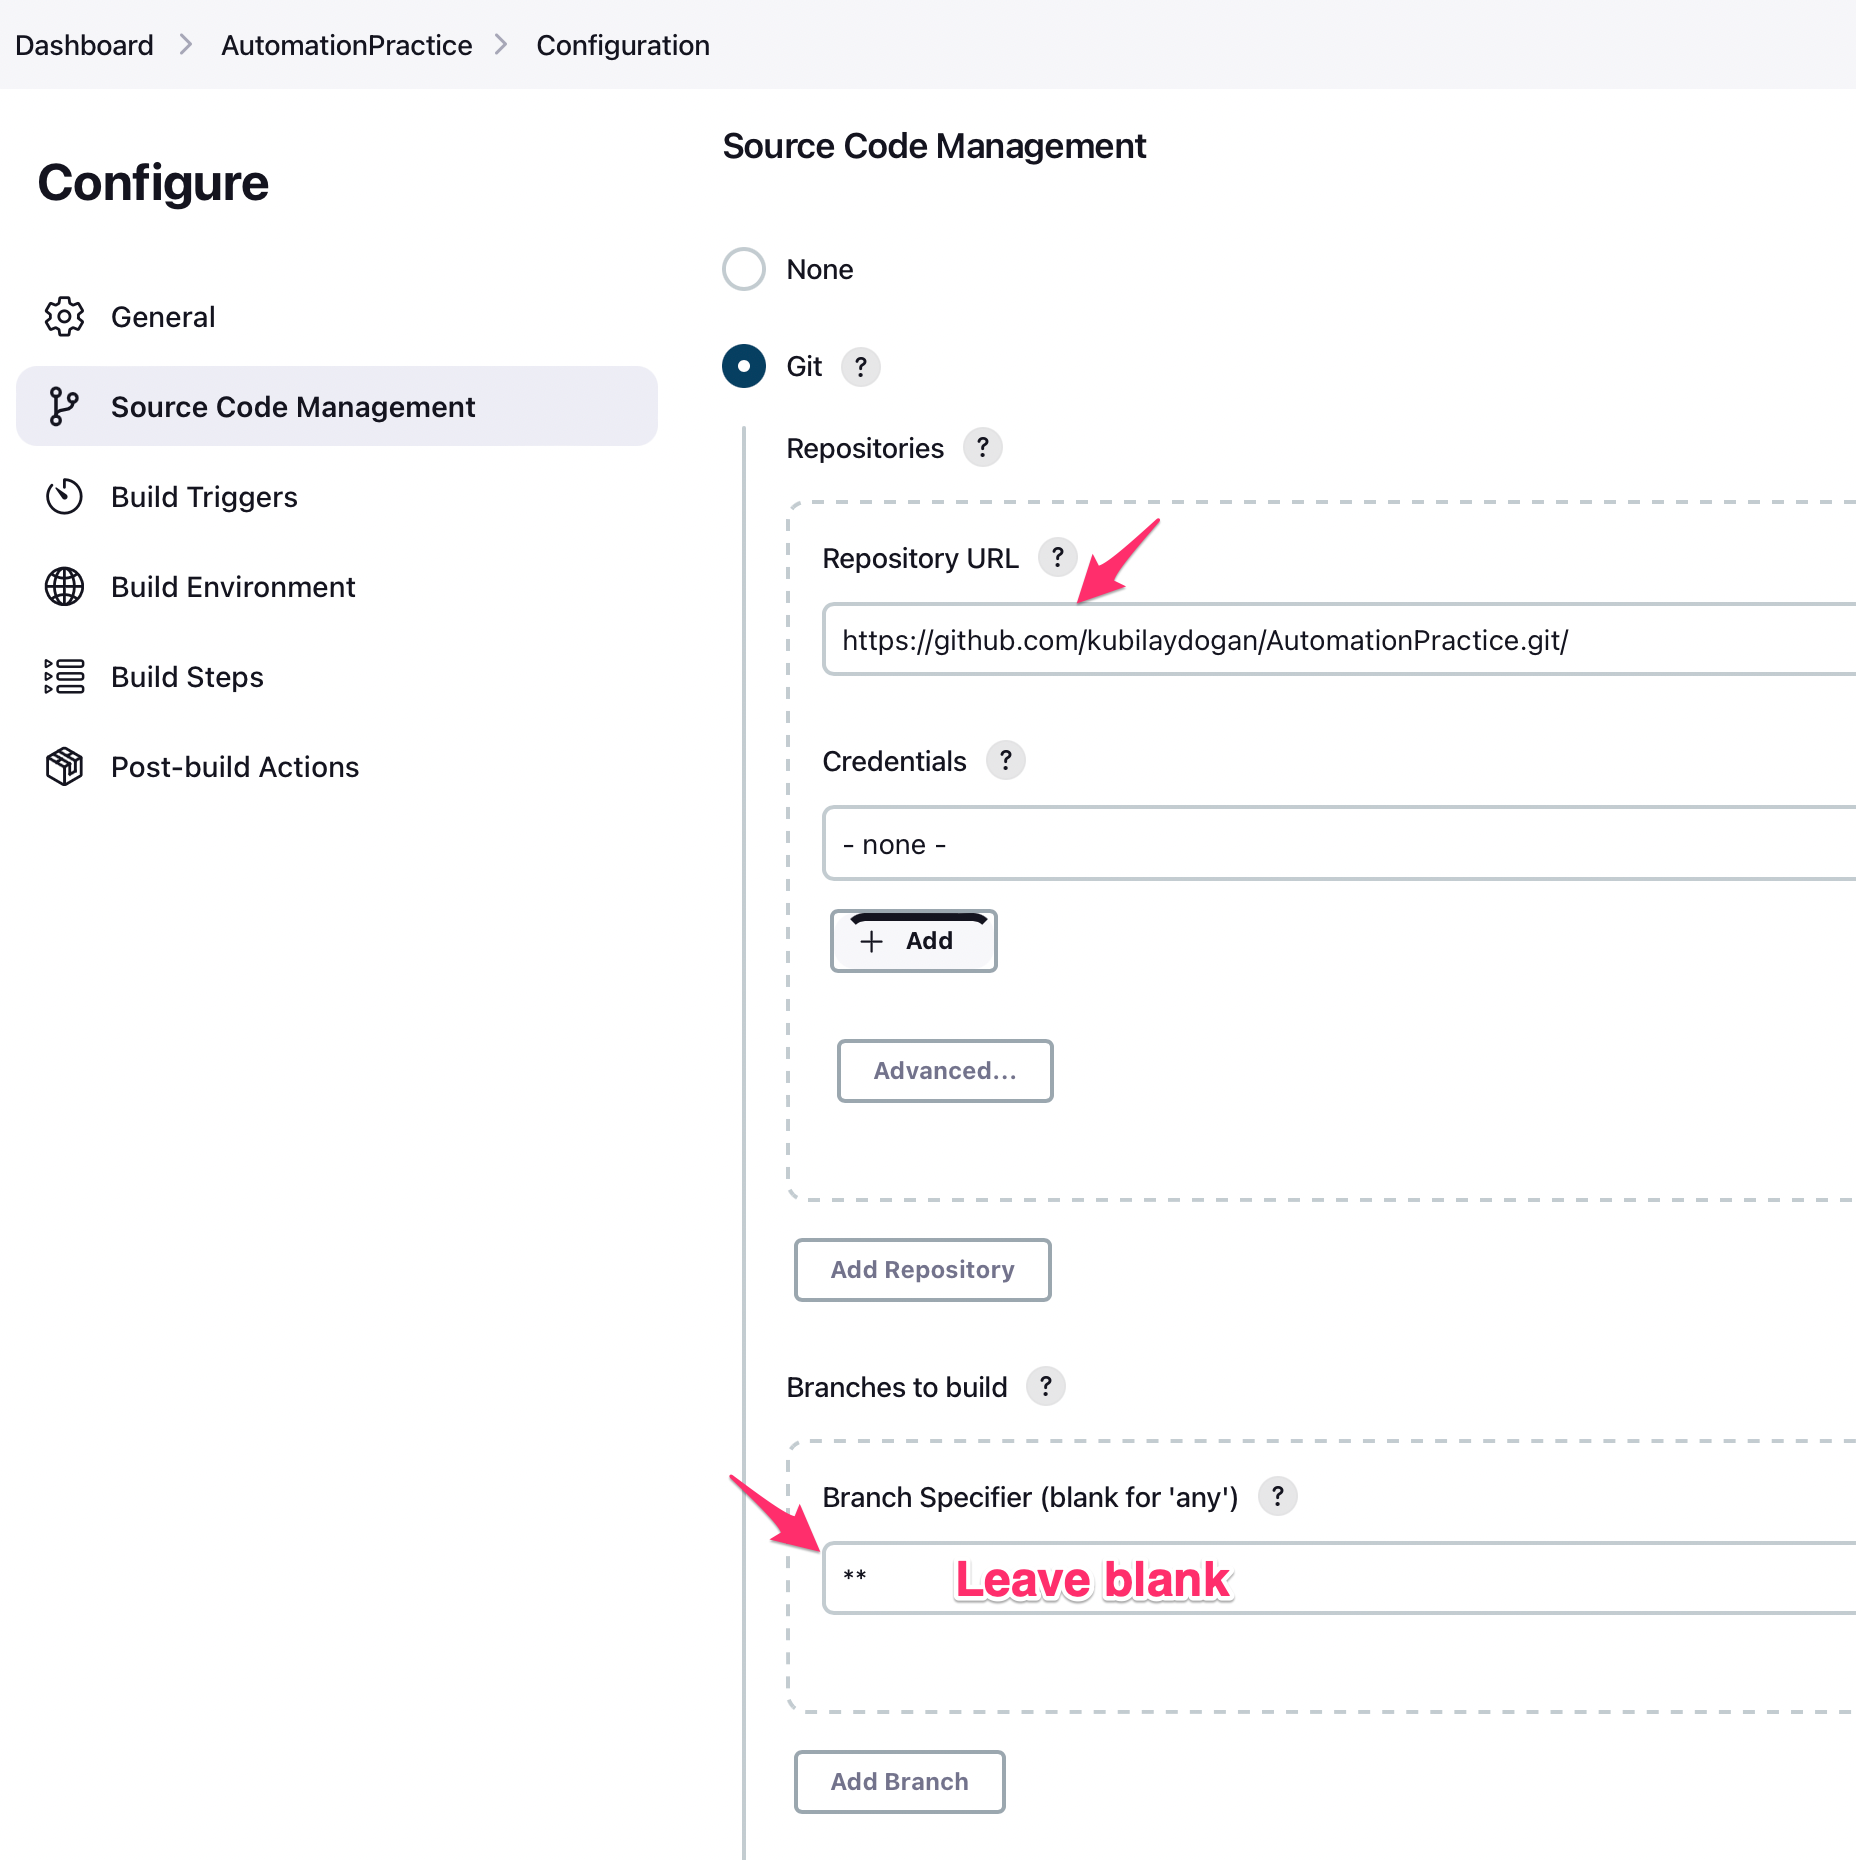 Dashboard > AutomationPractice > Configuration
Configure
General
Source Code Management
Build Triggers
Build Environment
Build Steps
Post-build Actions
Source Code Management
None
Git ?
Repositories ?
Repository URL ?
https://github.com/kubilaydogan/AutomationPractice.git/
Credentials ?
- none -
+ Add
Advanced...
Add Repository
Branches to build ?
Branch Specifier (blank for 'any') ?
** Leave blank
Add Branch